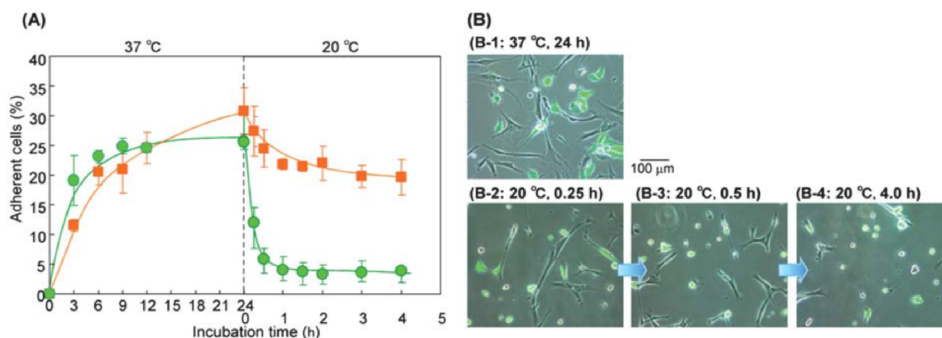 (A)
37 ℃
20 ℃
Adherent cells (%)
40
35
30
25
20
15
10
5
0
0 3 6 9 12 15 18 21 24
0 1 2 3 4 5
Incubation time (h)
(B)
(B-1: 37 ℃, 24 h)
100 μm
(B-2: 20 ℃, 0.25 h)
(B-3: 20 ℃, 0.5 h)
(B-4: 20 ℃, 4.0 h)